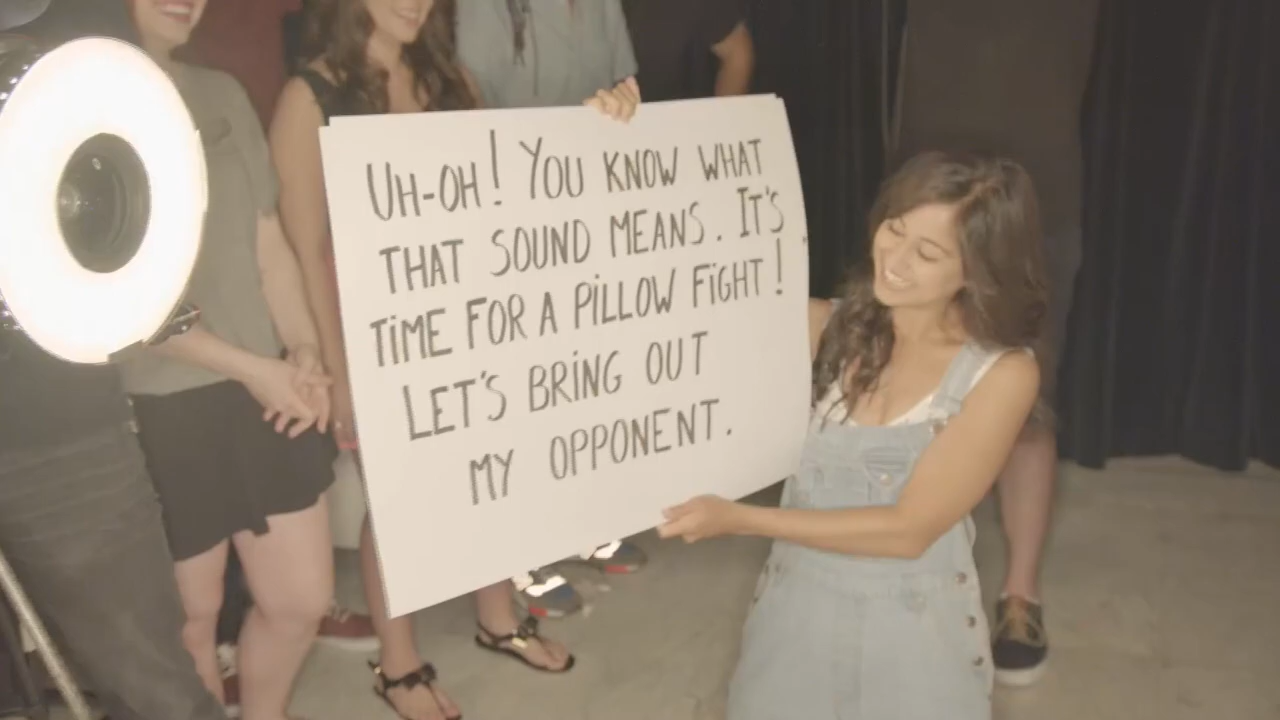 UH-OH! YOU KNOW WHAT
THAT SOUND MEANS. IT'S
TIME FOR A PILLOW FIGHT!
LET'S BRING OUT
MY OPPONENT.